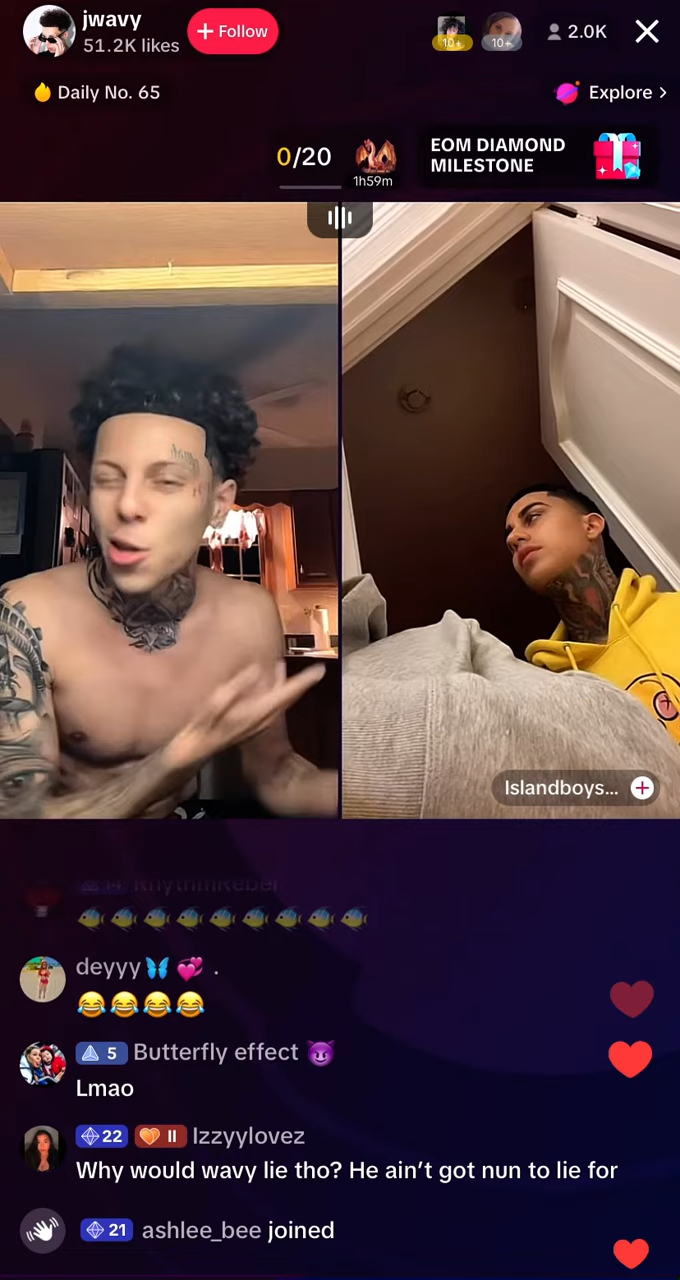 jwavy
51.2K likes
+ Follow
10+
10+
2.0K
Daily No. 65
Explore >
0/20
1h59m
EOM DIAMOND
MILESTONE
Islandboys...
14 RhythmRebel
deyyy .
5 Butterfly effect
Lmao
22 II Izzyylovez
Why would wavy lie tho? He ain't got nun to lie for
21 ashlee_bee joined